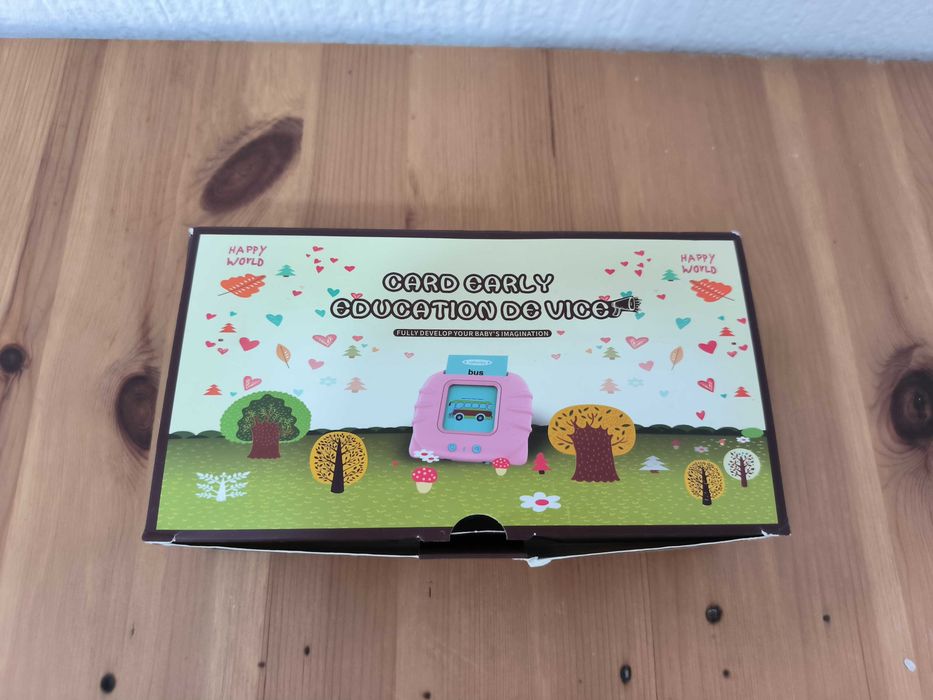 HAPPY
WORLD
HAPPY
WORLD
CARD EARLY
EDUCATION DE VICE
FULLY DEVELOP YOUR BABY'S IMAGINATION
bus